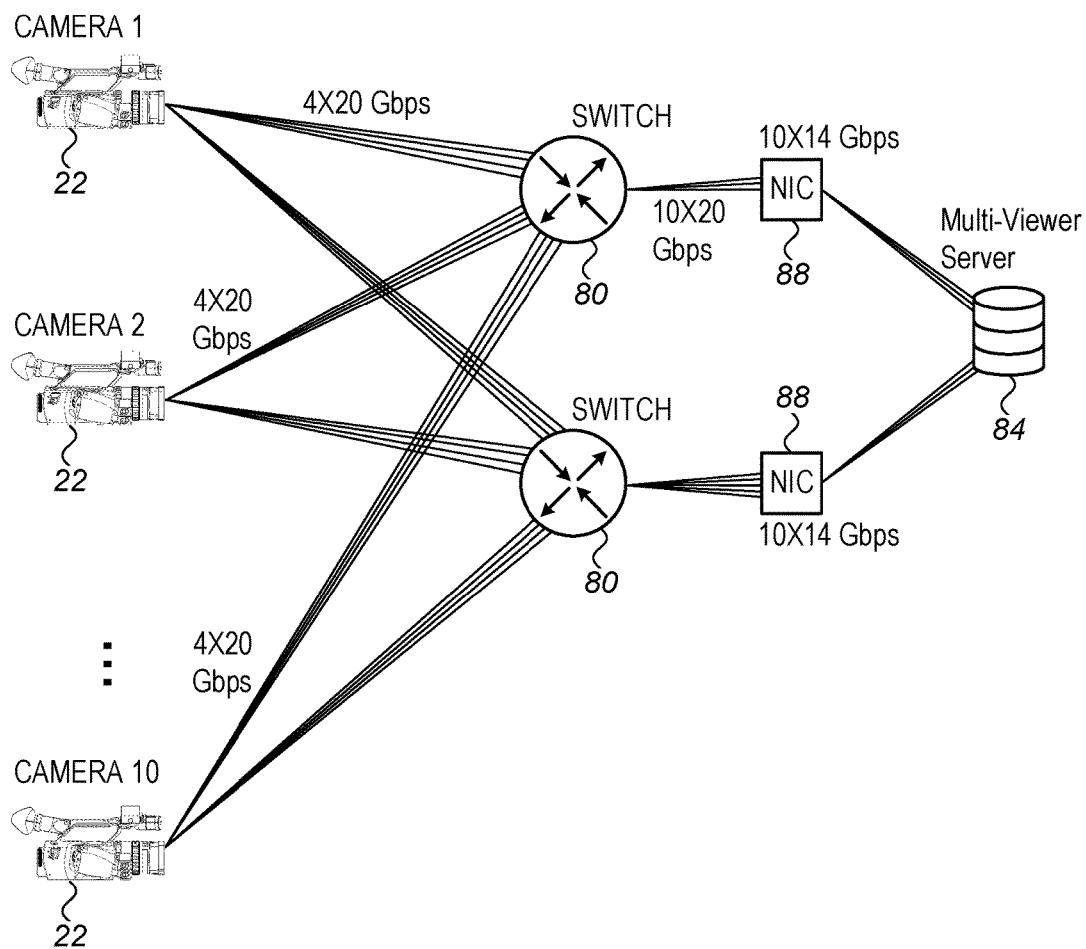 CAMERA 1
22
4X20 Gbps
SWITCH
80
10X20
Gbps
10X14 Gbps
NIC
88
Multi-Viewer
Server
84
CAMERA 2
22
4X20
Gbps
SWITCH
80
88
NIC
10X14 Gbps
4X20
Gbps
CAMERA 10
22